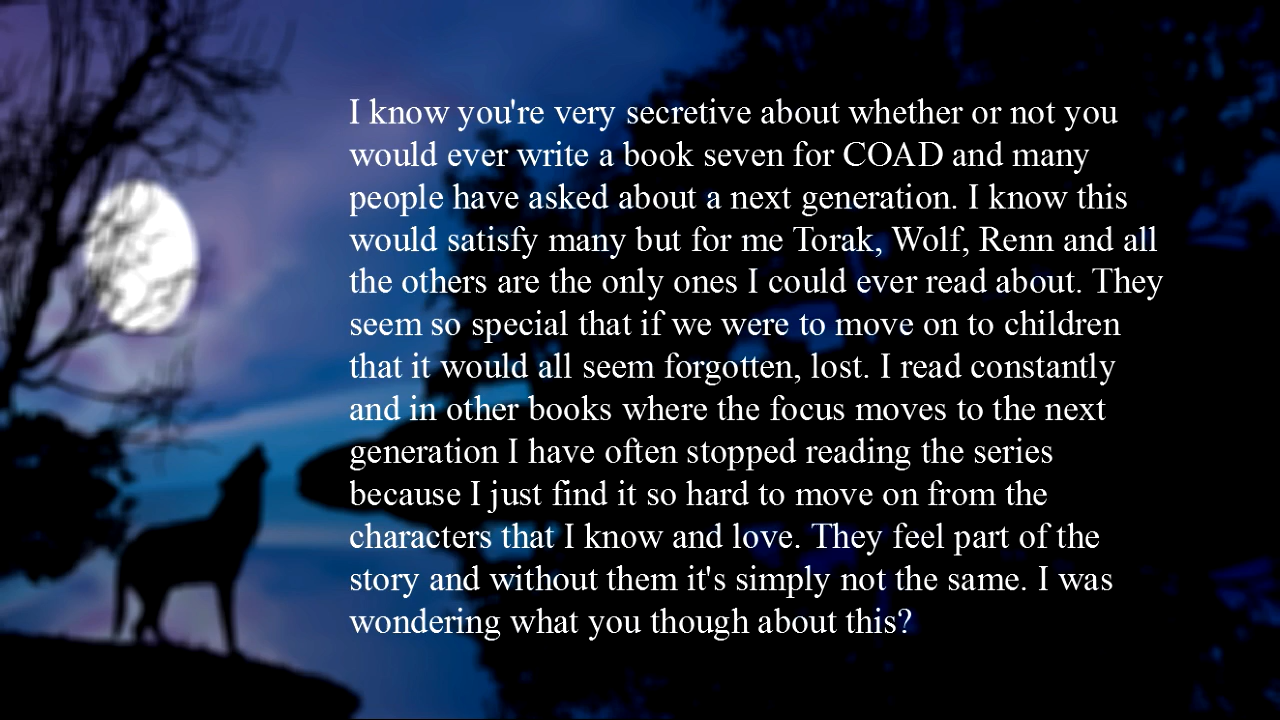 I know you're very secretive about whether or not you
would ever write a book seven for COAD and many
people have asked about a next generation. I know this
would satisfy many but for me Torak, Wolf, Renn and all
the others are the only ones I could ever read about. They
seem so special that if we were to move on to children
that it would all seem forgotten, lost. I read constantly
and in other books where the focus moves to the next
generation I have often stopped reading the series
because I just find it so hard to move on from the
characters that I know and love. They feel part of the
story and without them it's simply not the same. I was
wondering what you though about this?